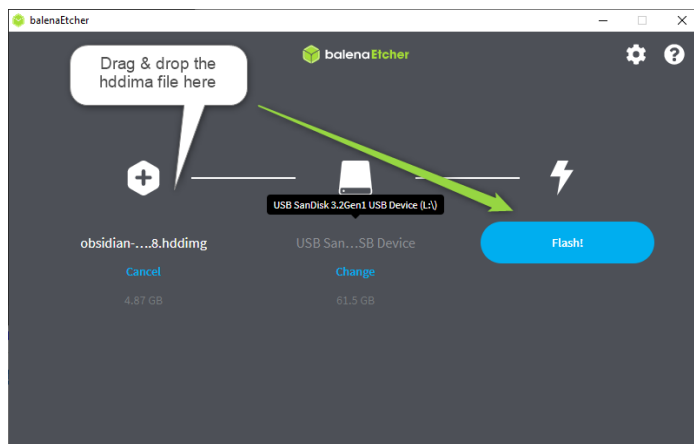 balenaEtcher
balenaEtcher
Drag & drop the
hddima file here
USB SanDisk 3.2Gen1 USB Device (L:\)
obsidian-....8.hddimg
USB San...SB Device
Flash!
Cancel
Change
4.87 GB
61.5 GB